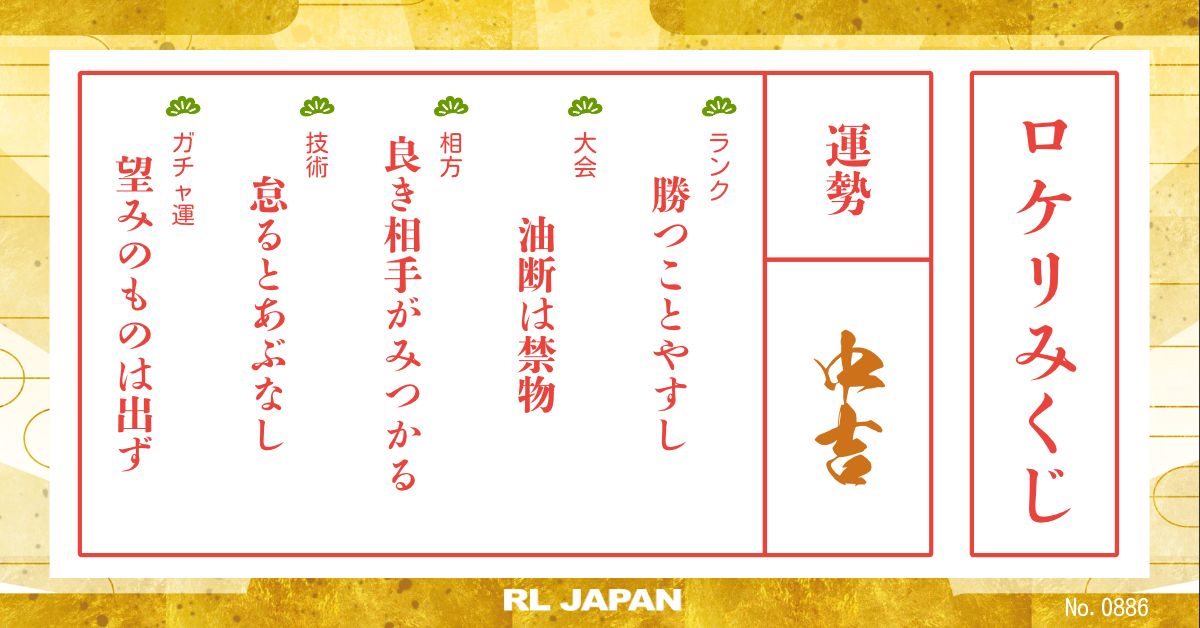 ロケリみくじ
運勢
中吉
ランク
勝つことやすし
大会
油断は禁物
相方
良き相手がみつかる
技術
怠るとあぶなし
ガチャ運
望みのものは出ず
RL JAPAN
No. 0886